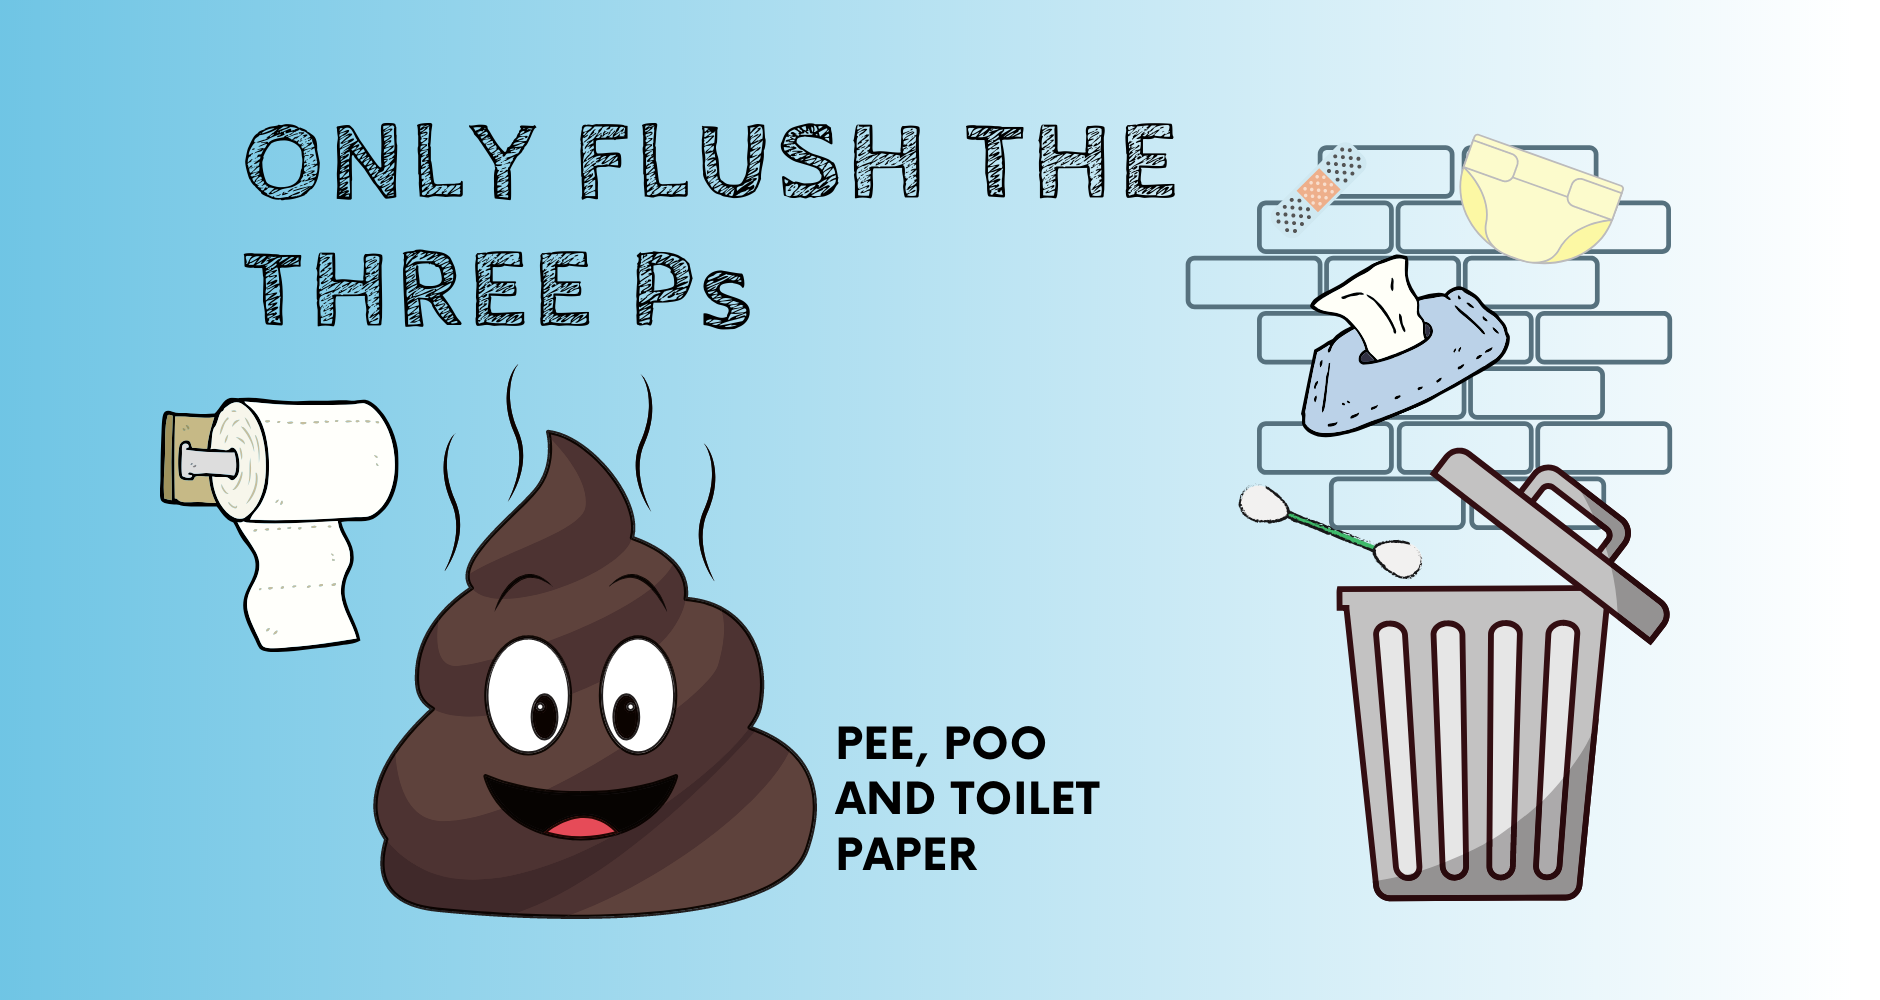 ONLY FLUSH THE
THREE Ps
PEE, POO
AND TOILET
PAPER